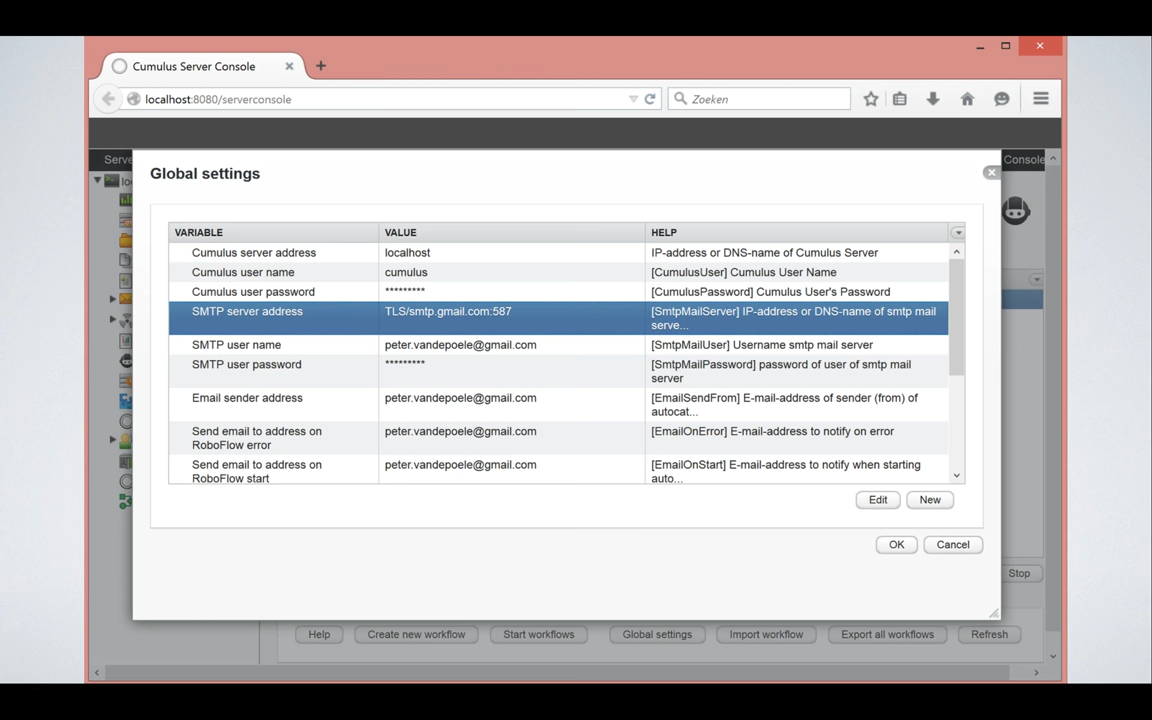 Cumulus Server Console
localhost:8080/serverconsole
Zoeken
Serve
Console
lo
Global settings
VARIABLE VALUE HELP
Cumulus server address localhost IP-address or DNS-name of Cumulus Server
Cumulus user name cumulus [CumulusUser] Cumulus User Name
Cumulus user password ********* [CumulusPassword] Cumulus User's Password
SMTP server address TLS/smtp.gmail.com:587 [SmtpMailServer] IP-address or DNS-name of smtp mail
serve...
SMTP user name peter.vandepoele@gmail.com [SmtpMailUser] Username smtp mail server
SMTP user password ********* [SmtpMailPassword] password of user of smtp mail
server
Email sender address peter.vandepoele@gmail.com [EmailSendFrom] E-mail-address of sender (from) of
autocat...
Send email to address on peter.vandepoele@gmail.com [EmailOnError] E-mail-address to notify on error
RoboFlow error
Send email to address on peter.vandepoele@gmail.com [EmailOnStart] E-mail-address to notify when starting
RoboFlow start auto...
Edit New
OK Cancel
Stop
Help Create new workflow Start workflows Global settings Import workflow Export all workflows Refresh